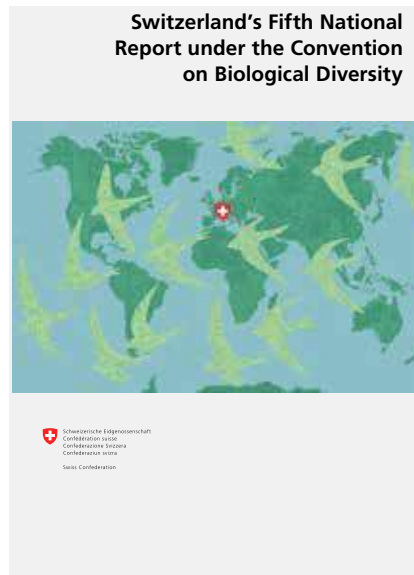 Switzerland’s Fifth National
Report under the Convention
on Biological Diversity
Schweizerische Eidgenossenschaft
Confédération suisse
Confederazione Svizzera
Confederaziun svizra
Swiss Confederation